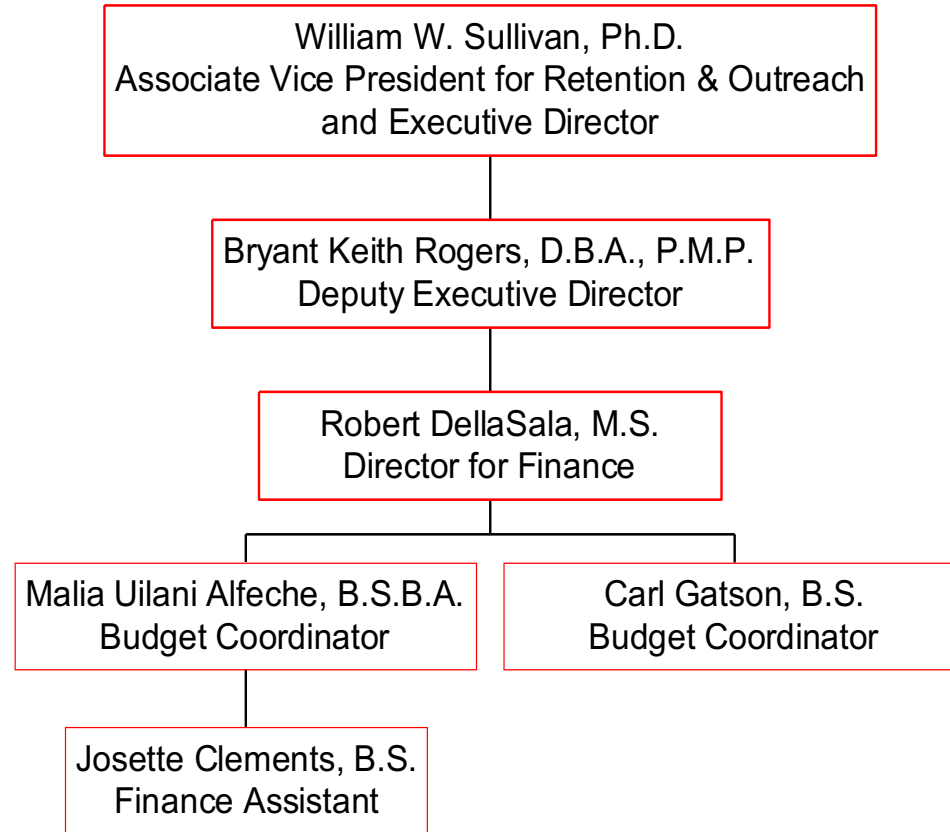 William W. Sullivan, Ph.D.
Associate Vice President for Retention & Outreach
and Executive Director
Bryant Keith Rogers, D.B.A., P.M.P.
Deputy Executive Director
Robert DellaSala, M.S.
Director for Finance
Malia Uilani Alfeche, B.S.B.A.
Budget Coordinator
Carl Gatson, B.S.
Budget Coordinator
Josette Clements, B.S.
Finance Assistant